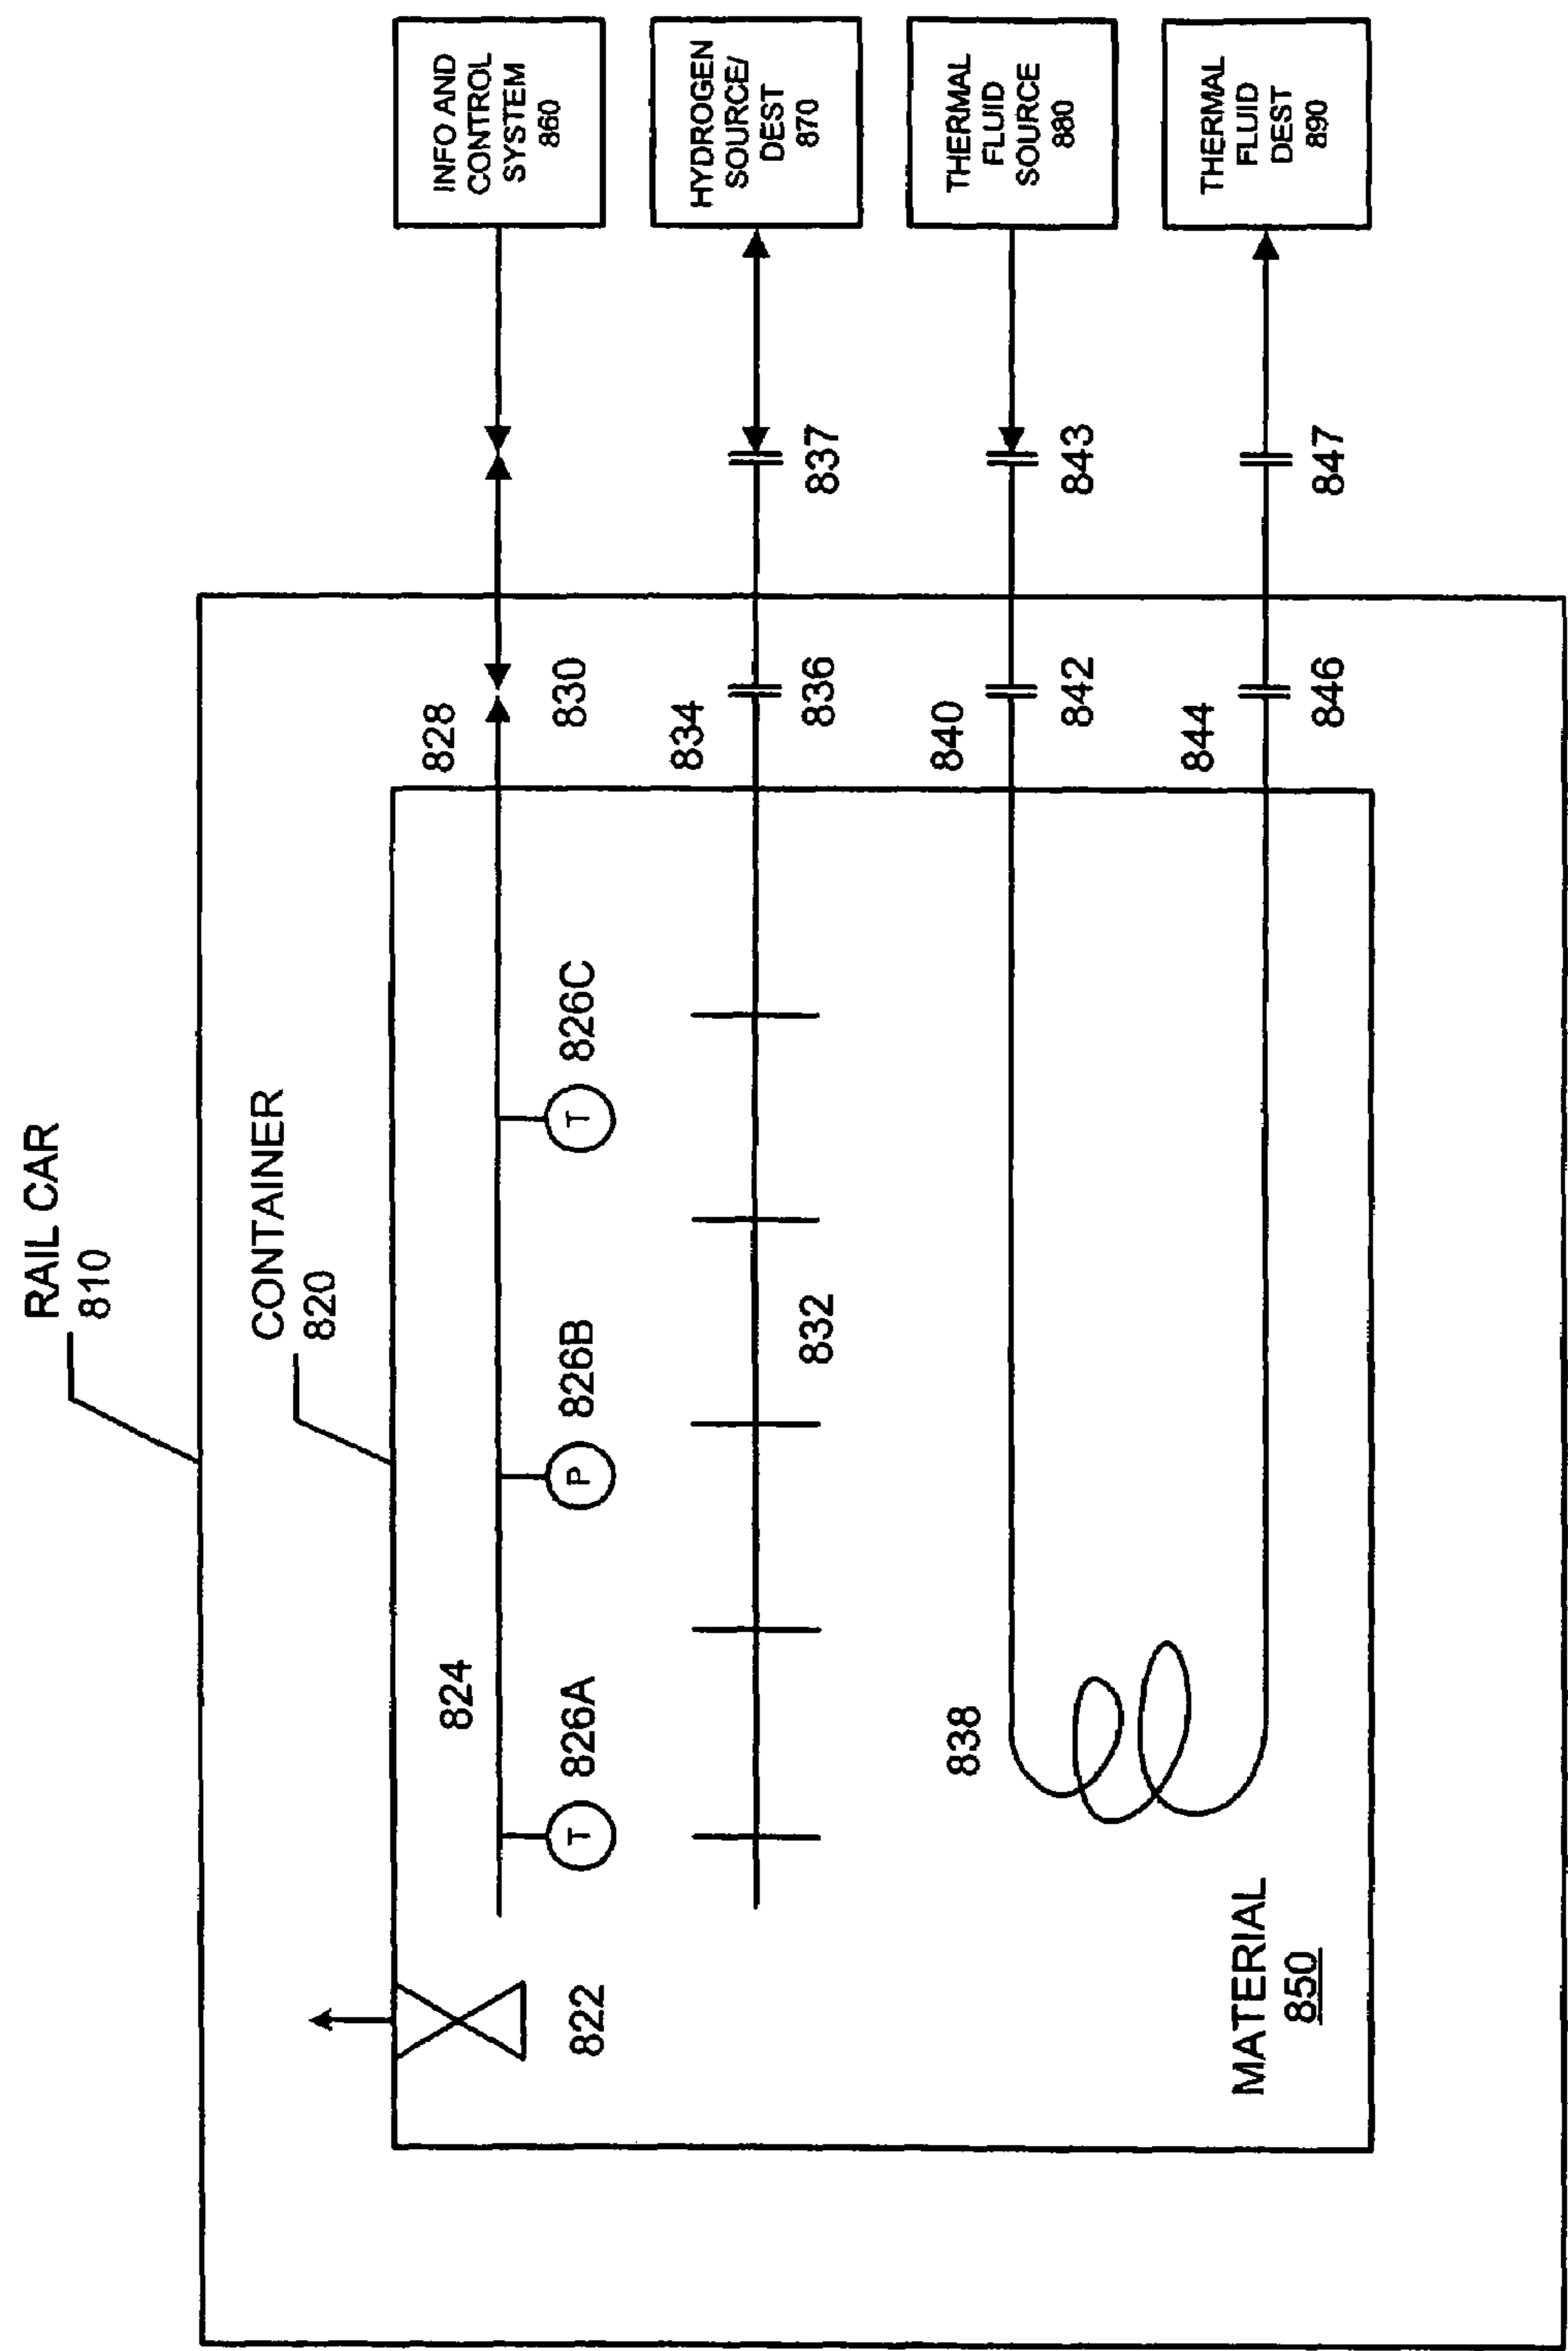 RAIL CAR
810
CONTAINER
820
822
824
826A
T
826B
P
826C
T
828
830
832
834
836
837
838
840
842
843
844
846
847
MATERIAL
850
INFO AND
CONTROL
SYSTEM
860
HYDROGEN
SOURCE/
DEST
870
THERMAL
FLUID
SOURCE
880
THERMAL
FLUID
DEST
890